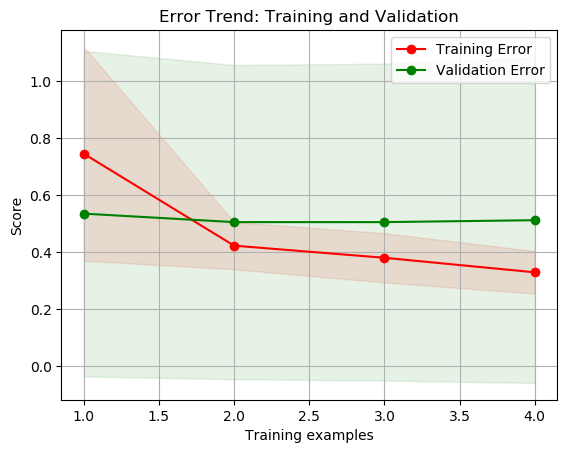 Error Trend: Training and Validation
Training Error
Validation Error
Score
1.0
0.8
0.6
0.4
0.2
0.0
1.0 1.5 2.0 2.5 3.0 3.5 4.0
Training examples